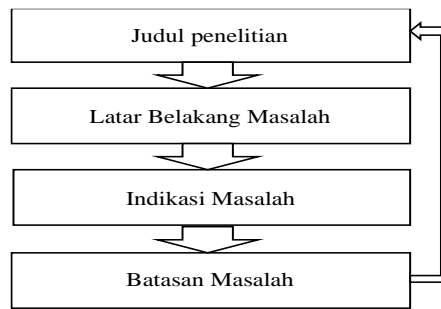 Judul penelitian
Latar Belakang Masalah
Indikasi Masalah
Batasan Masalah